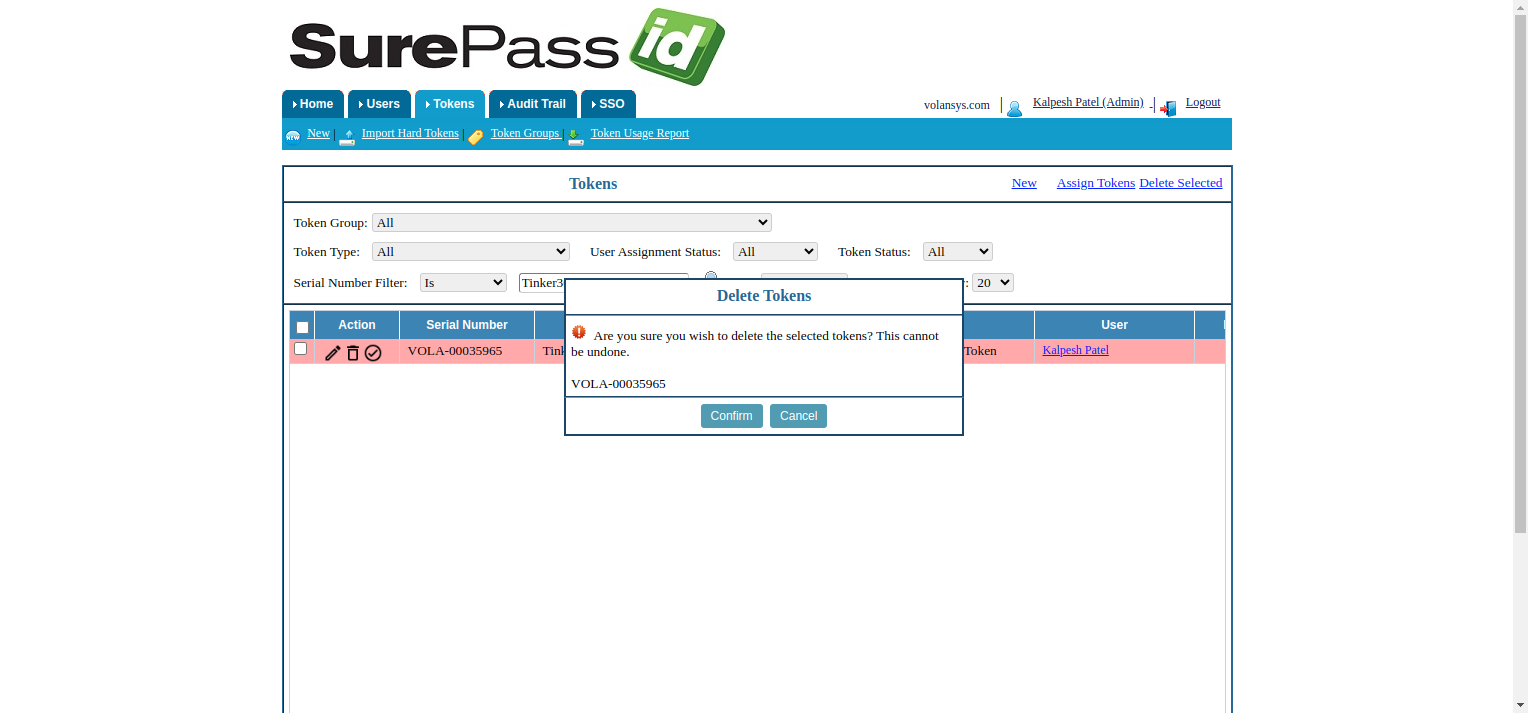 SurePass id
Home Users Tokens Audit Trail SSO
volansys.com | Kalpesh Patel (Admin) - | Logout
New | Import Hard Tokens | Token Groups | Token Usage Report
Tokens
New Assign Tokens Delete Selected
Token Group: All
Token Type: All User Assignment Status: All Token Status: All
Serial Number Filter: Is Tinker3 : 20
Delete Tokens
Action Serial Number User
VOLA-00035965 Tink Token Kalpesh Patel
Are you sure you wish to delete the selected tokens? This cannot
be undone.
VOLA-00035965
Confirm Cancel